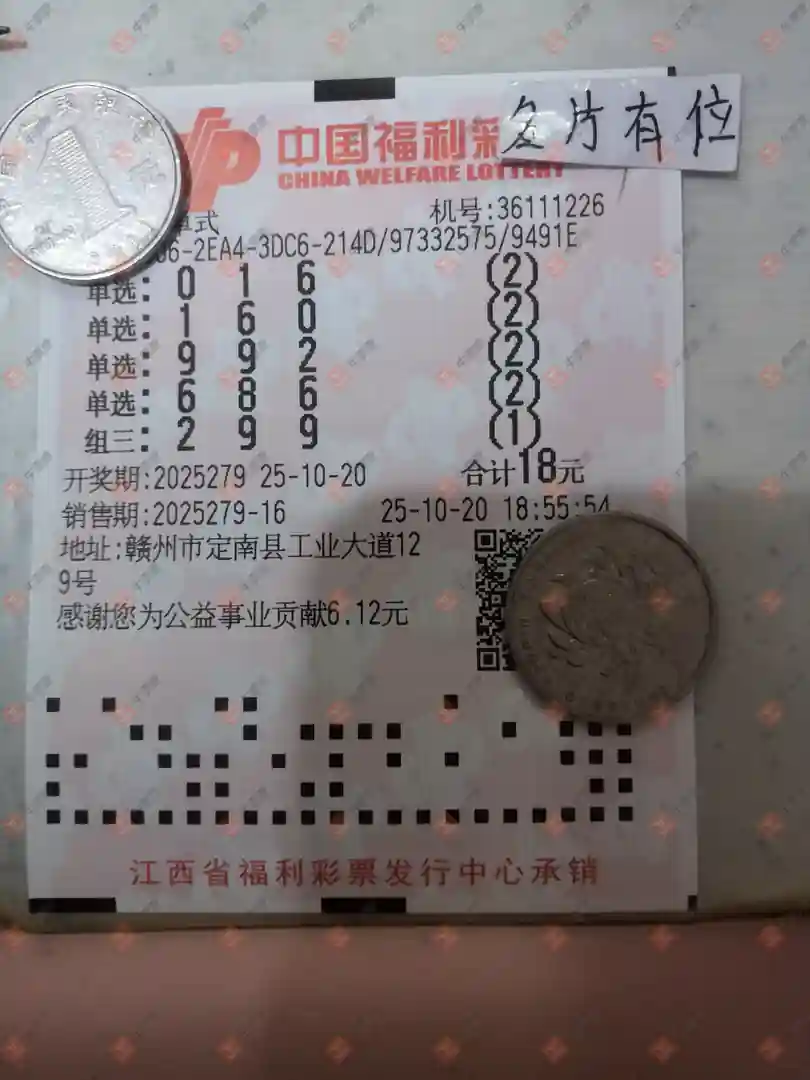 中国福利彩
CHINA WELFARE LOTTERY
名片有位
单式
机号:36111226
06-2EA4-3DC6-214D/97332575/9491E
单选: 0 1 6 (2)
单选: 1 6 0 (2)
单选: 9 9 2 (2)
单选: 6 8 6 (2)
组三: 2 9 9 (1)
开奖期:2025279 25-10-20 合计18元
销售期:2025279-16 25-10-20 18:55:54
地址:赣州市定南县工业大道12
9号
感谢您为公益事业贡献6.12元
江西省福利彩票发行中心承销